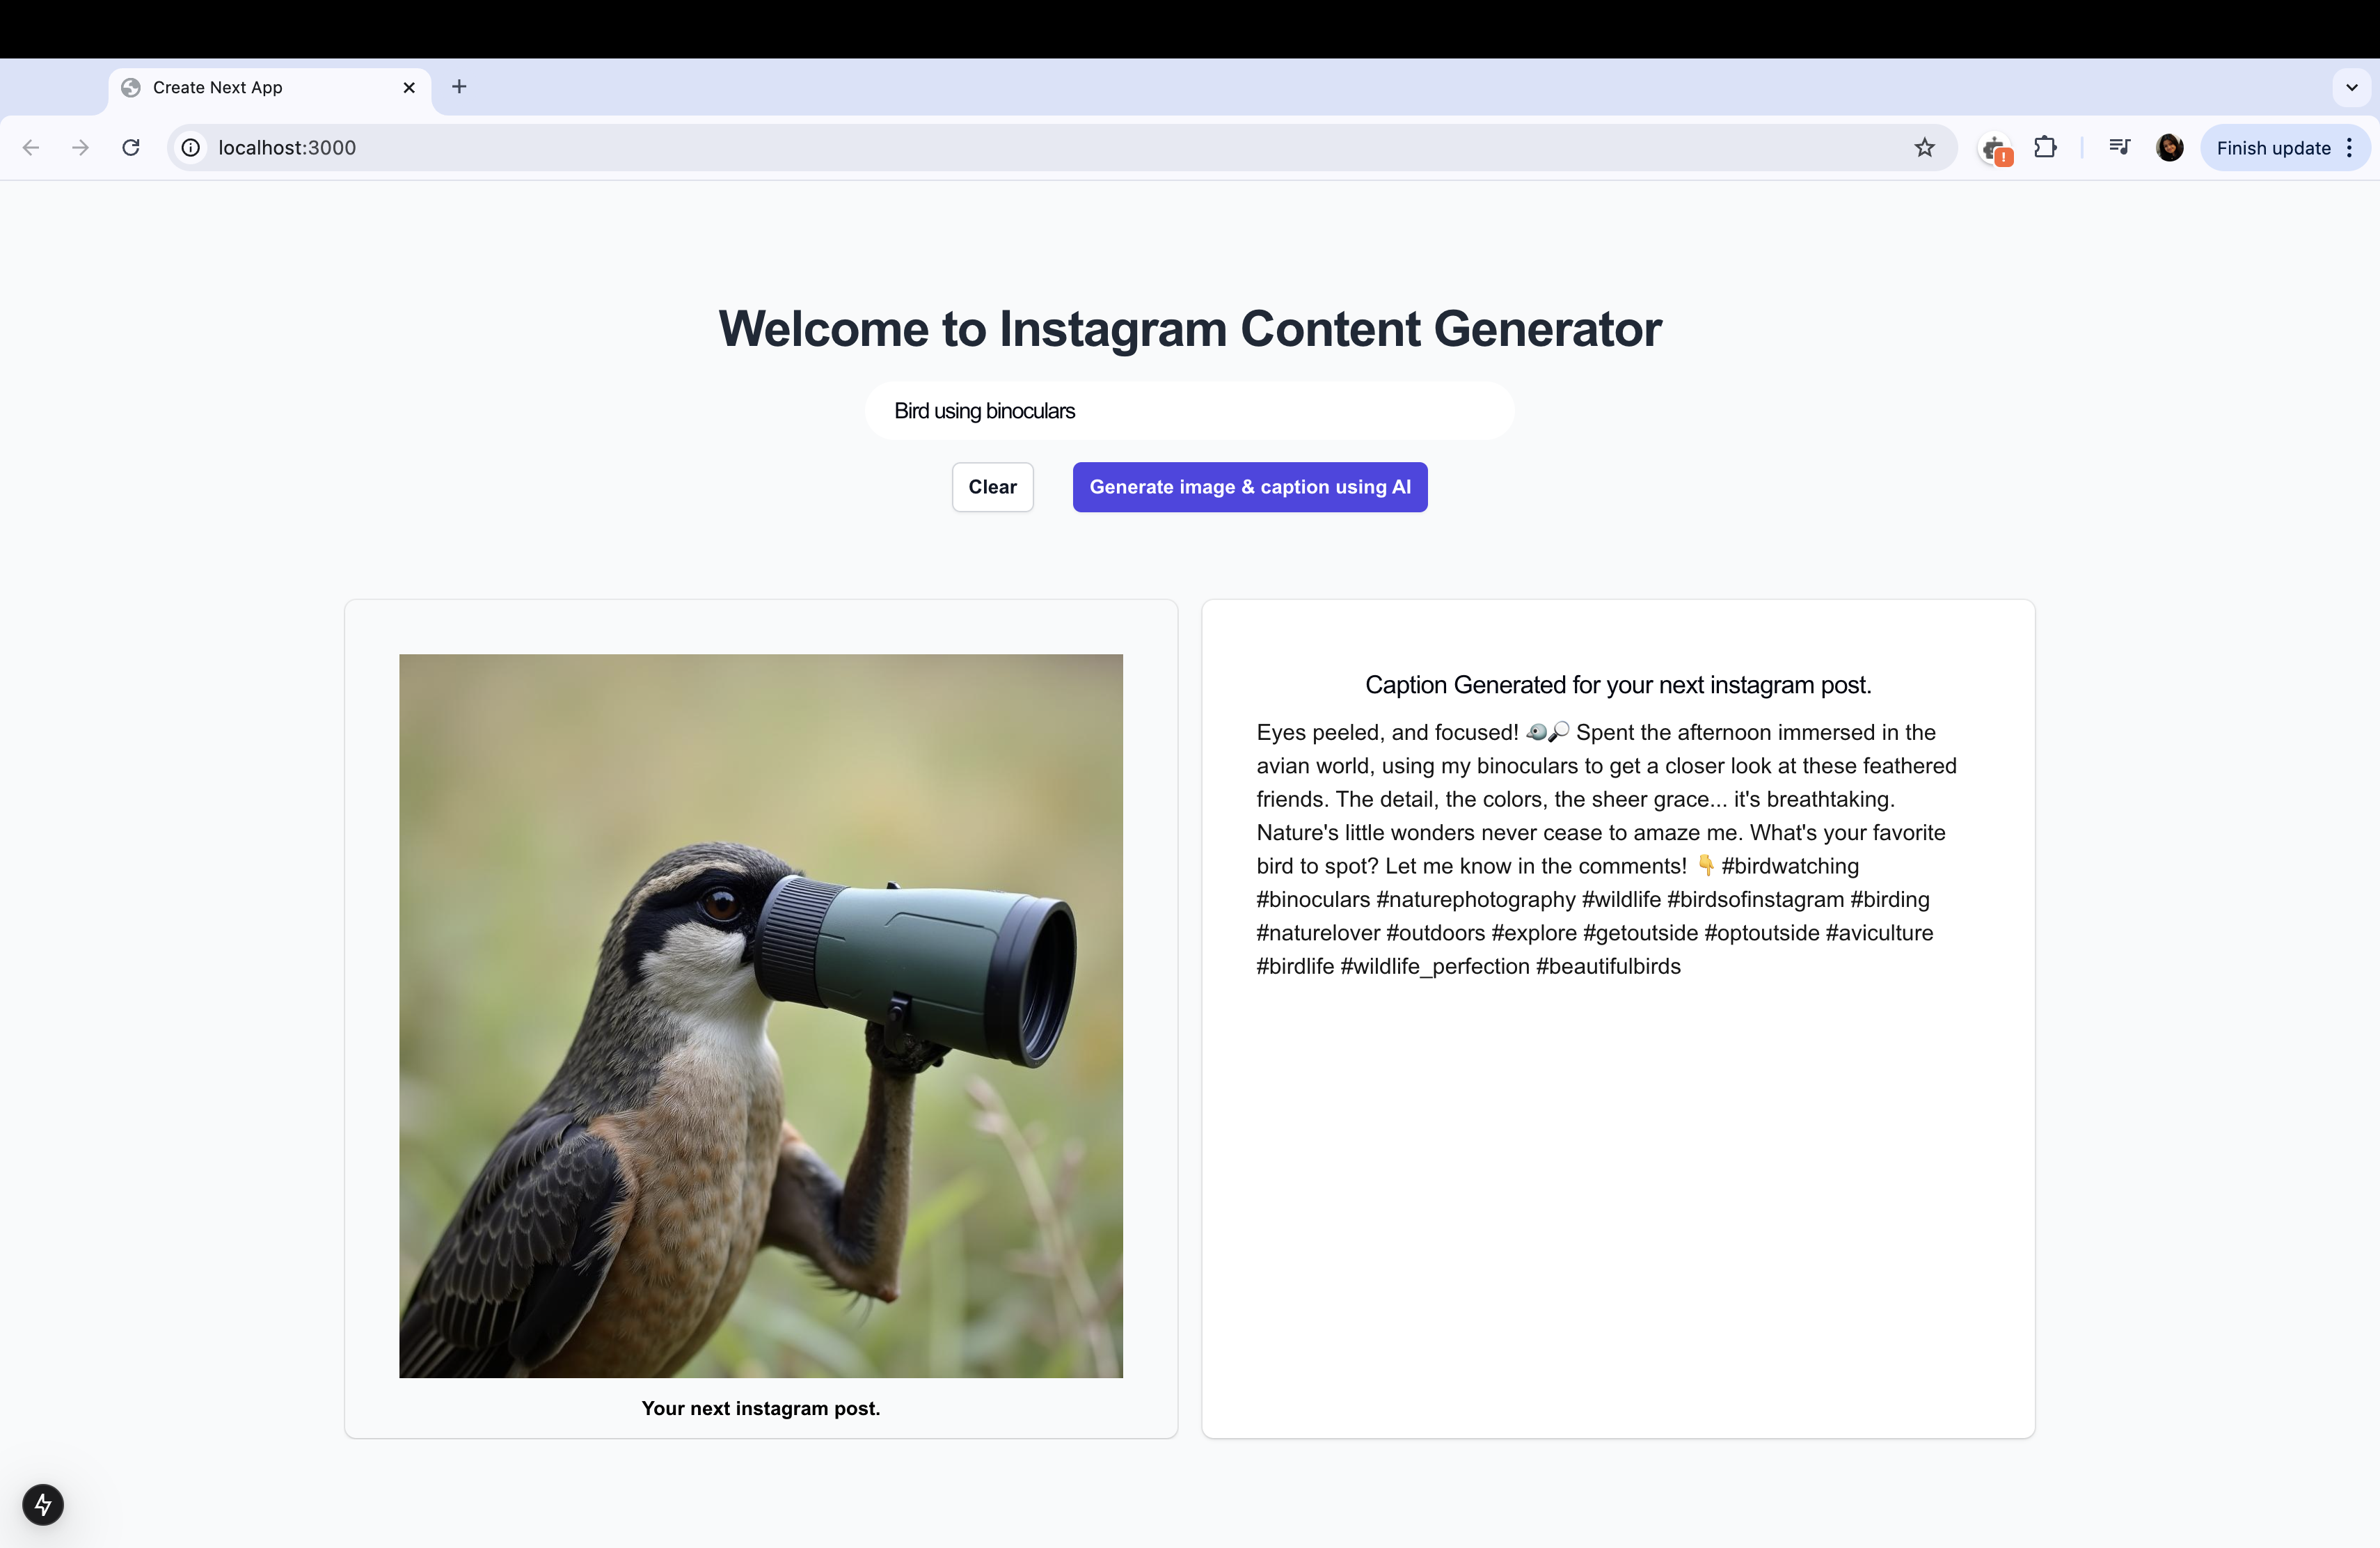 Create Next App
localhost:3000
Finish update
Welcome to Instagram Content Generator
Bird using binoculars
Clear
Generate image & caption using AI
Caption Generated for your next instagram post.
Eyes peeled, and focused! 🐦🔎 Spent the afternoon immersed in the
avian world, using my binoculars to get a closer look at these feathered
friends. The detail, the colors, the sheer grace... it's breathtaking.
Nature's little wonders never cease to amaze me. What's your favorite
bird to spot? Let me know in the comments! 👇 #birdwatching
#binoculars #naturephotography #wildlife #birdsofinstagram #birding
#naturelover #outdoors #explore #getoutside #optoutside #aviculture
#birdlife #wildlife_perfection #beautifulbirds
Your next instagram post.